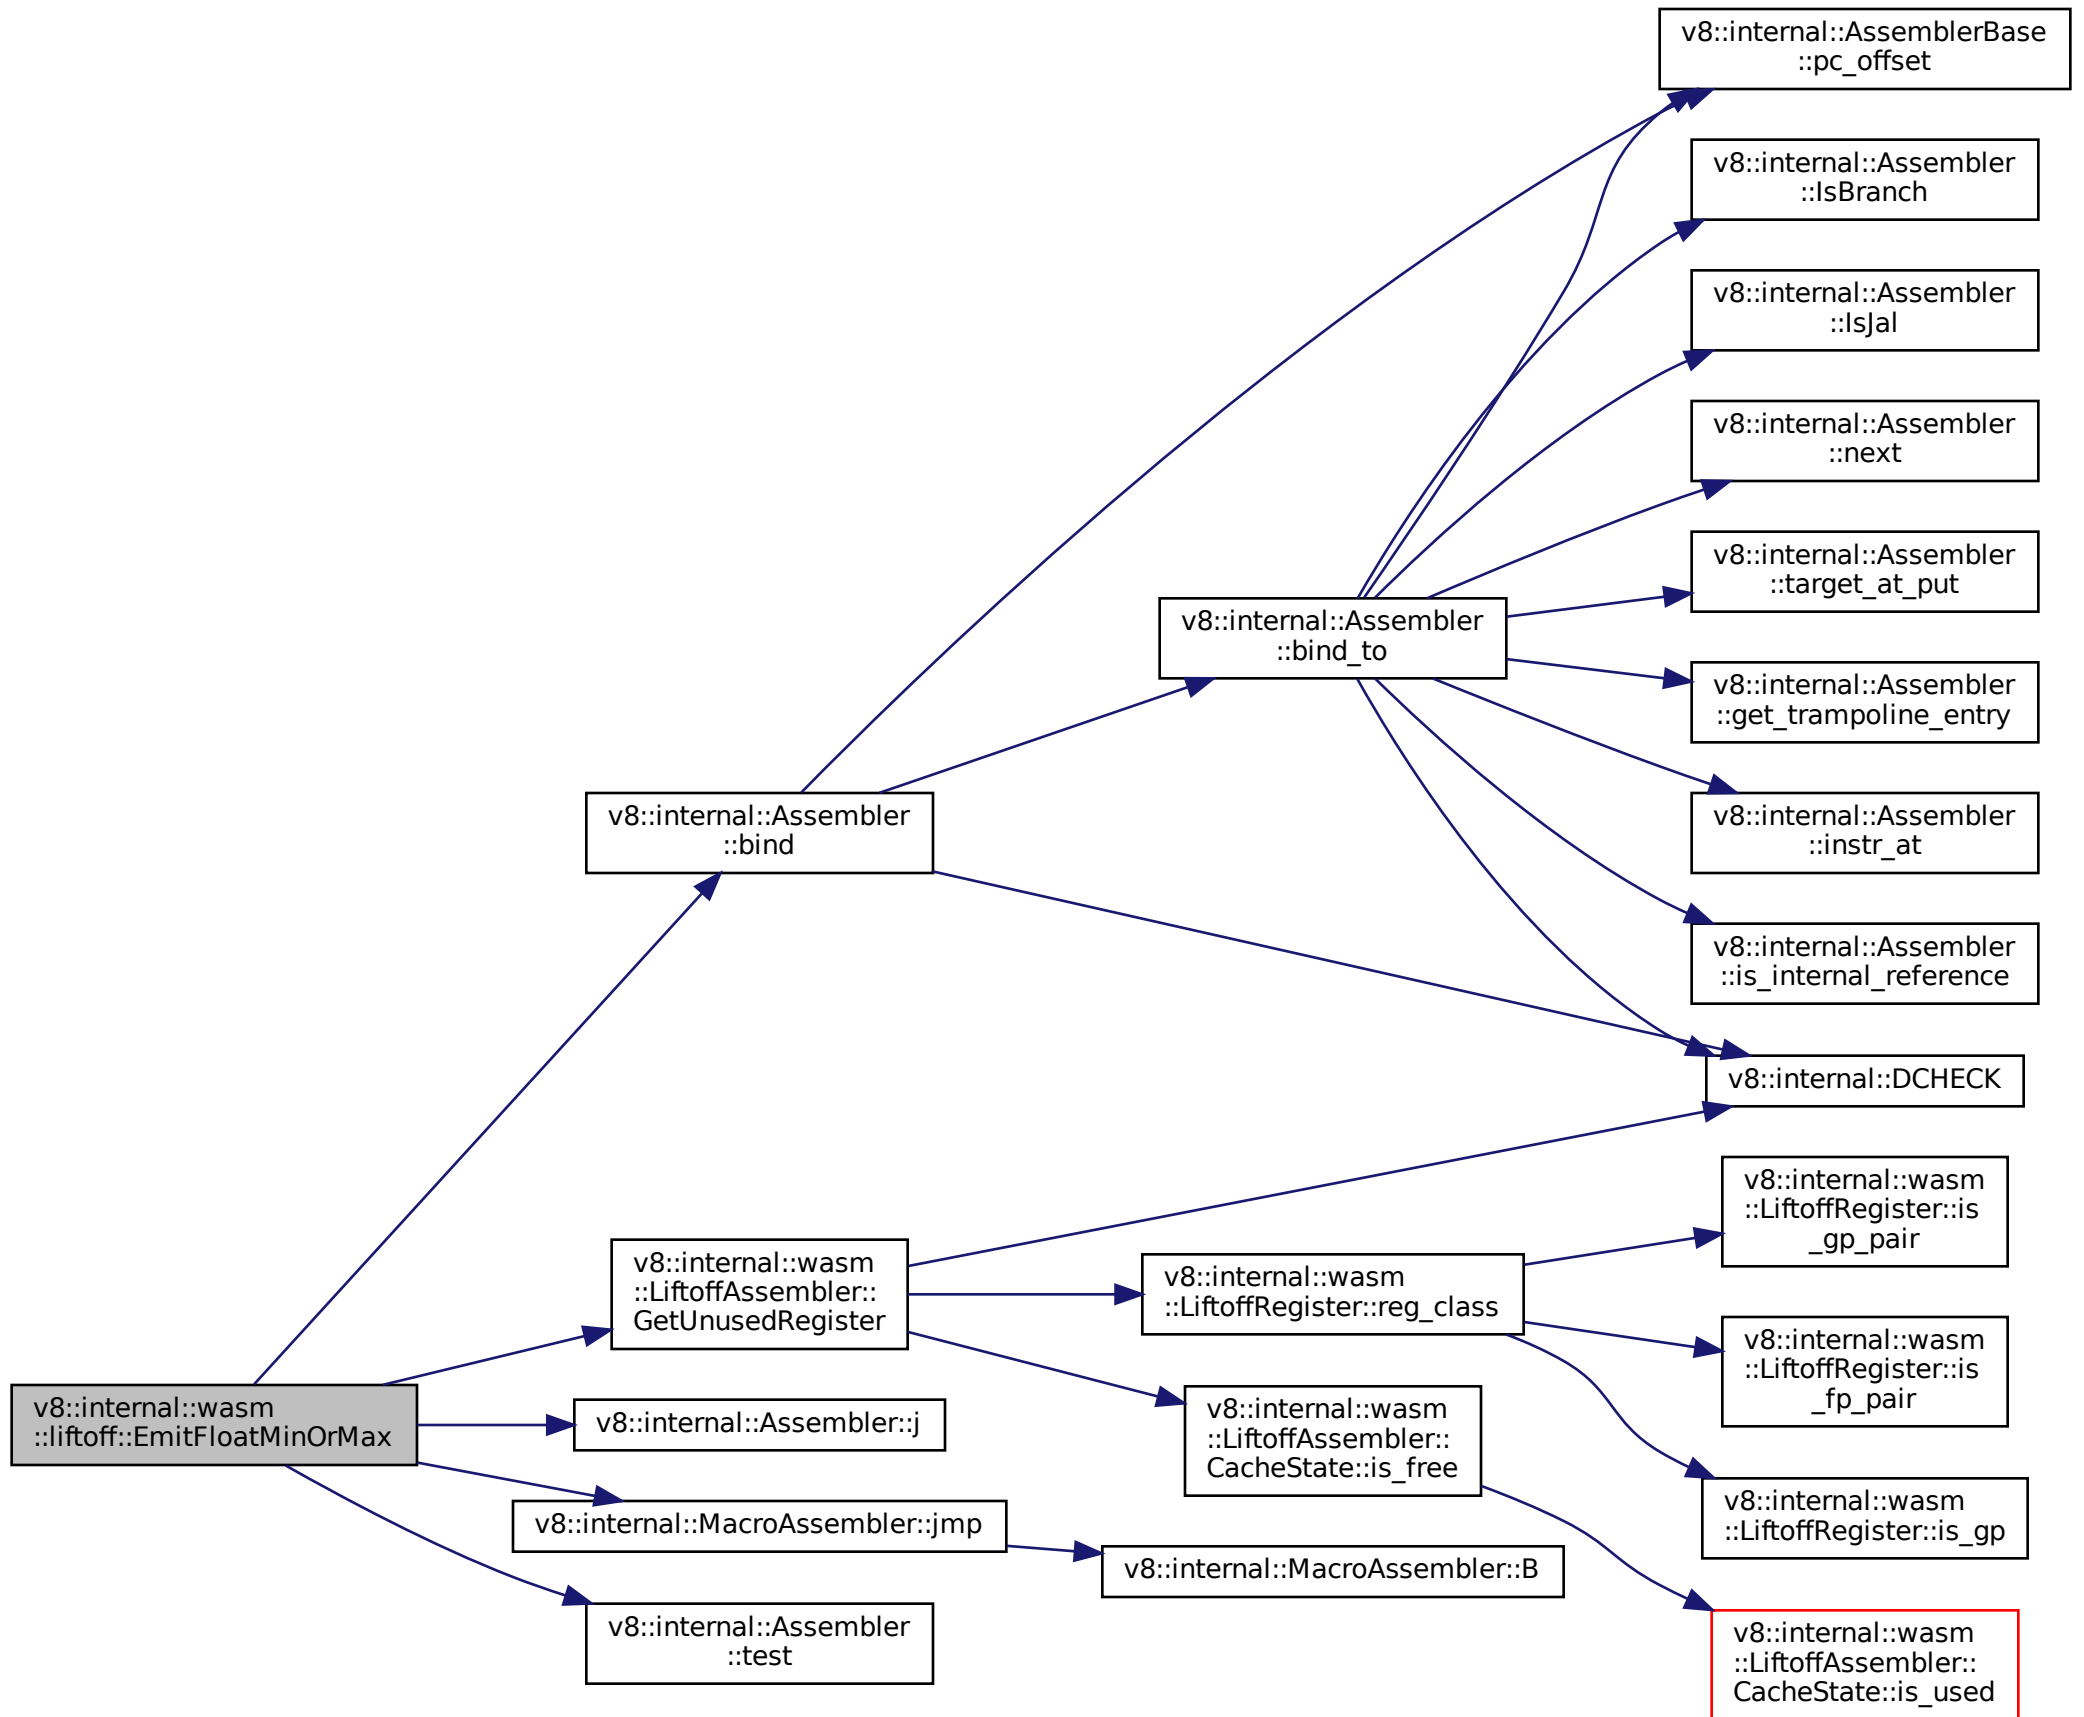 v8::internal::AssemblerBase
::pc_offset
v8::internal::Assembler
::IsBranch
v8::internal::Assembler
::IsJal
v8::internal::Assembler
::next
v8::internal::Assembler
::target_at_put
v8::internal::Assembler
::bind_to
v8::internal::Assembler
::get_trampoline_entry
v8::internal::Assembler
::bind
v8::internal::Assembler
::instr_at
v8::internal::Assembler
::is_internal_reference
v8::internal::DCHECK
v8::internal::wasm
::LiftoffRegister::is
_gp_pair
v8::internal::wasm
::LiftoffAssembler::
GetUnusedRegister
v8::internal::wasm
::LiftoffRegister::reg_class
v8::internal::wasm
::LiftoffRegister::is
_fp_pair
v8::internal::wasm
::liftoff::EmitFloatMinOrMax
v8::internal::Assembler::j
v8::internal::wasm
::LiftoffAssembler::
CacheState::is_free
v8::internal::wasm
::LiftoffRegister::is_gp
v8::internal::MacroAssembler::jmp
v8::internal::MacroAssembler::B
v8::internal::Assembler
::test
v8::internal::wasm
::LiftoffAssembler::
CacheState::is_used